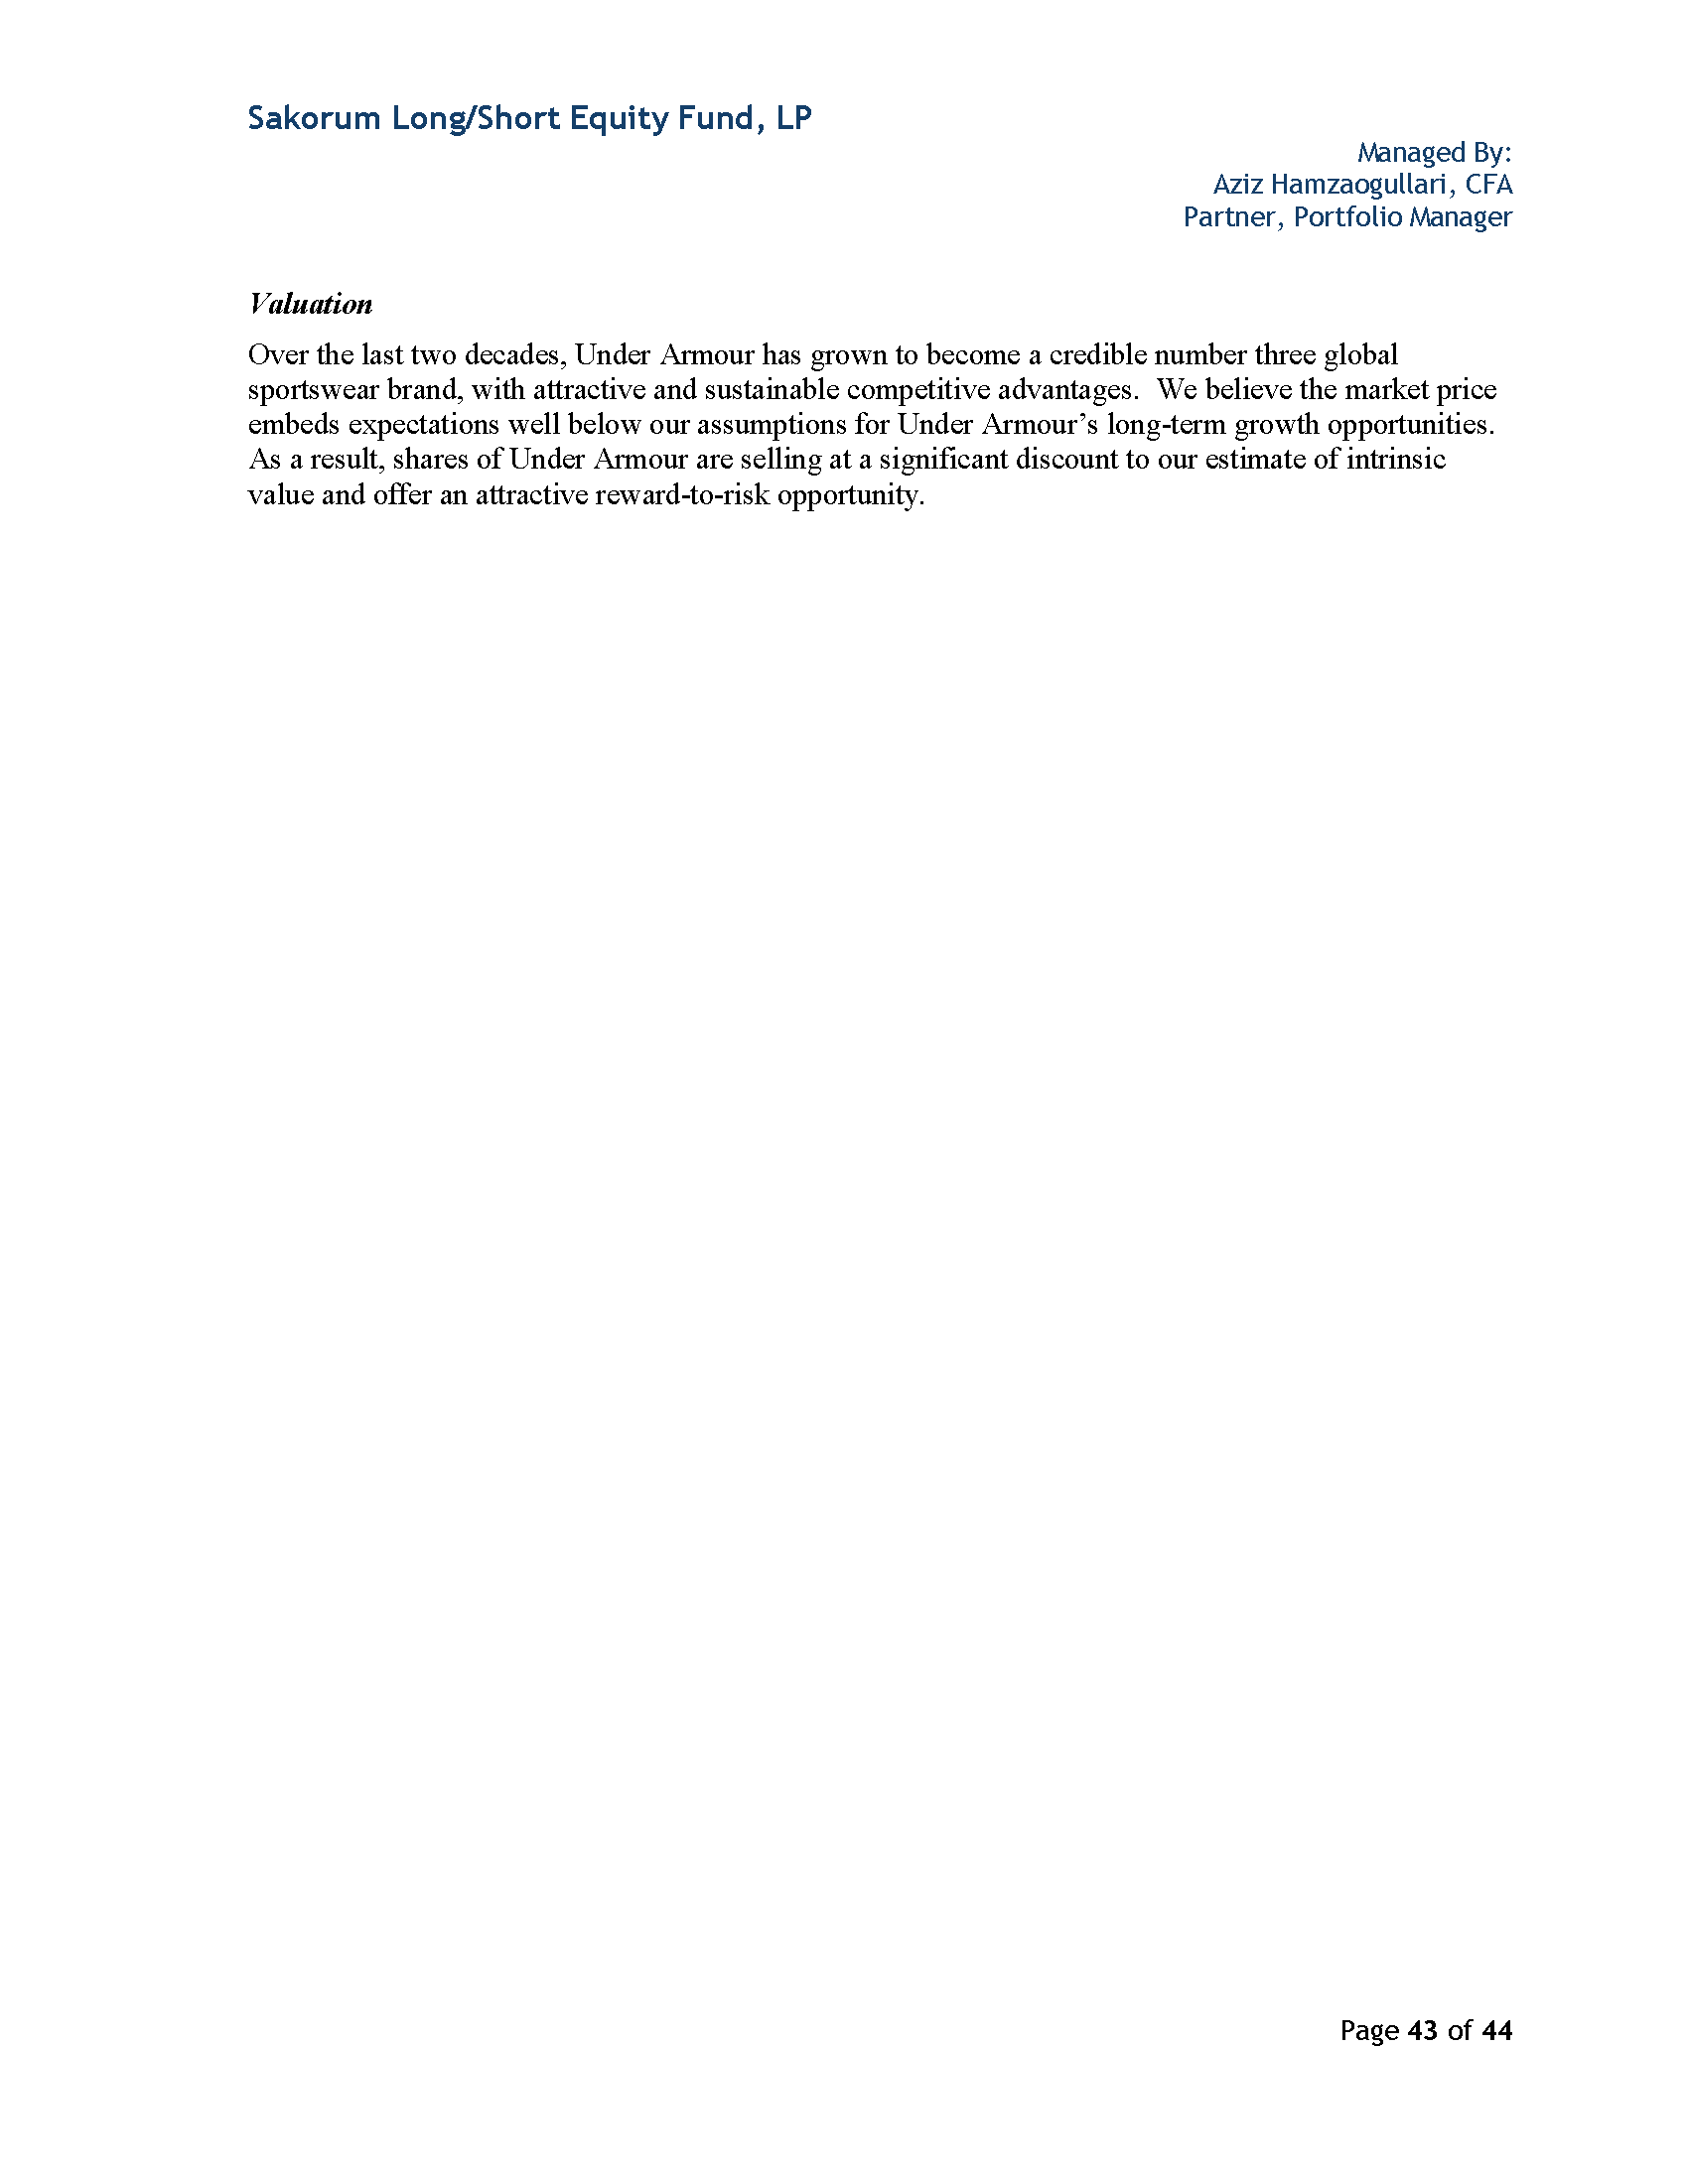 Sakorum Long/Short Equity Fund, LP
Managed By:
Aziz Hamzaogullari, CFA
Partner, Portfolio Manager
Valuation
Over the last two decades, Under Armour has grown to become a credible number three global
sportswear brand, with attractive and sustainable competitive advantages.  We believe the market price
embeds expectations well below our assumptions for Under Armour’s long-term growth opportunities.
As a result, shares of Under Armour are selling at a significant discount to our estimate of intrinsic
value and offer an attractive reward-to-risk opportunity.
Page 43 of 44